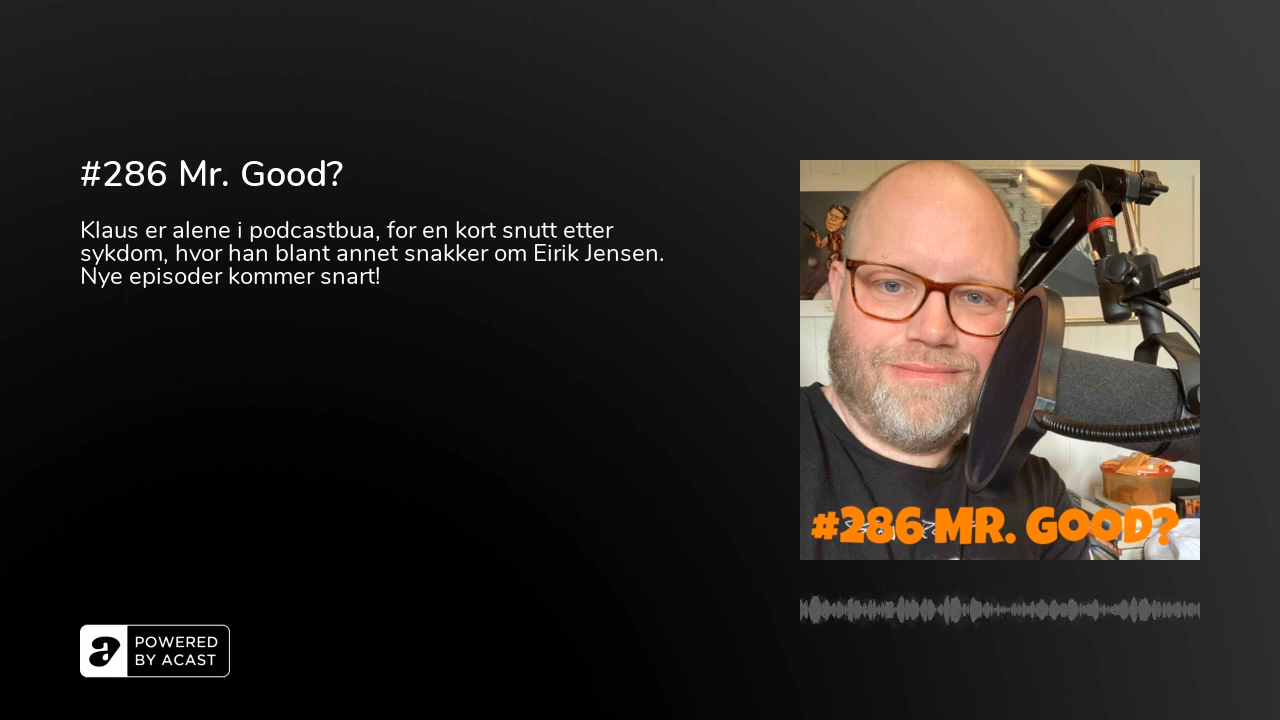 #286 Mr. Good?
Klaus er alene i podcastbua, for en kort snutt etter
sykdom, hvor han blant annet snakker om Eirik Jensen.
Nye episoder kommer snart!
#286 MR. GOOD?
a POWERED
BY ACAST